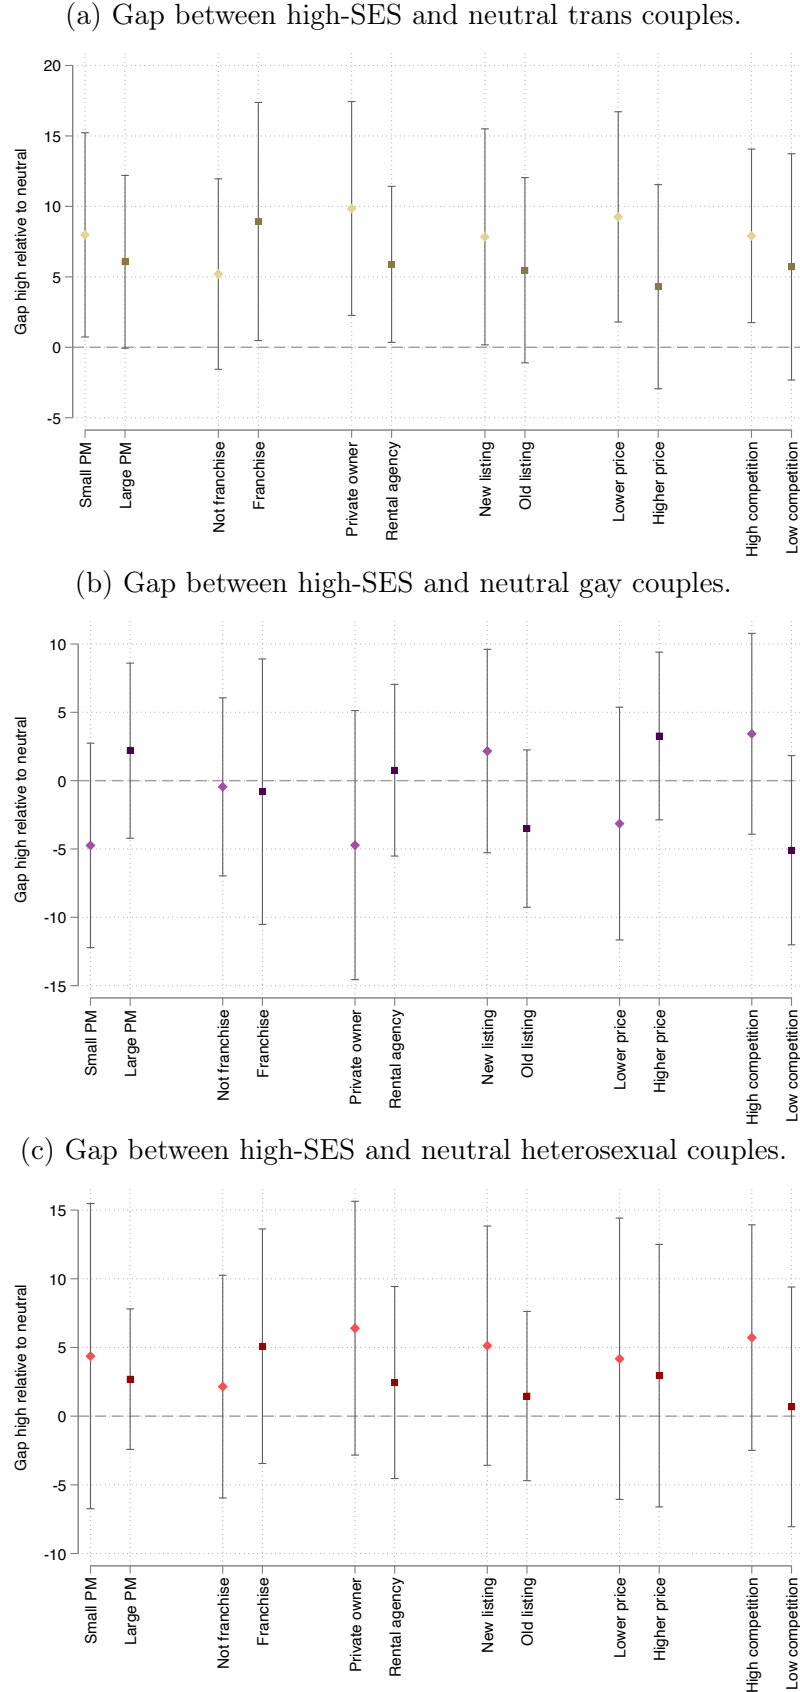 (a) Gap between high-SES and neutral trans couples.
Gap high relative to neutral
20
15
10
5
0
-5
Small PM
Large PM
Not franchise
Franchise
Private owner
Rental agency
New listing
Old listing
Lower price
Higher price
High competition
Low competition
(b) Gap between high-SES and neutral gay couples.
Gap high relative to neutral
10
5
0
-5
-10
-15
Small PM
Large PM
Not franchise
Franchise
Private owner
Rental agency
New listing
Old listing
Lower price
Higher price
High competition
Low competition
(c) Gap between high-SES and neutral heterosexual couples.
Gap high relative to neutral
15
10
5
0
-5
-10
Small PM
Large PM
Not franchise
Franchise
Private owner
Rental agency
New listing
Old listing
Lower price
Higher price
High competition
Low competition